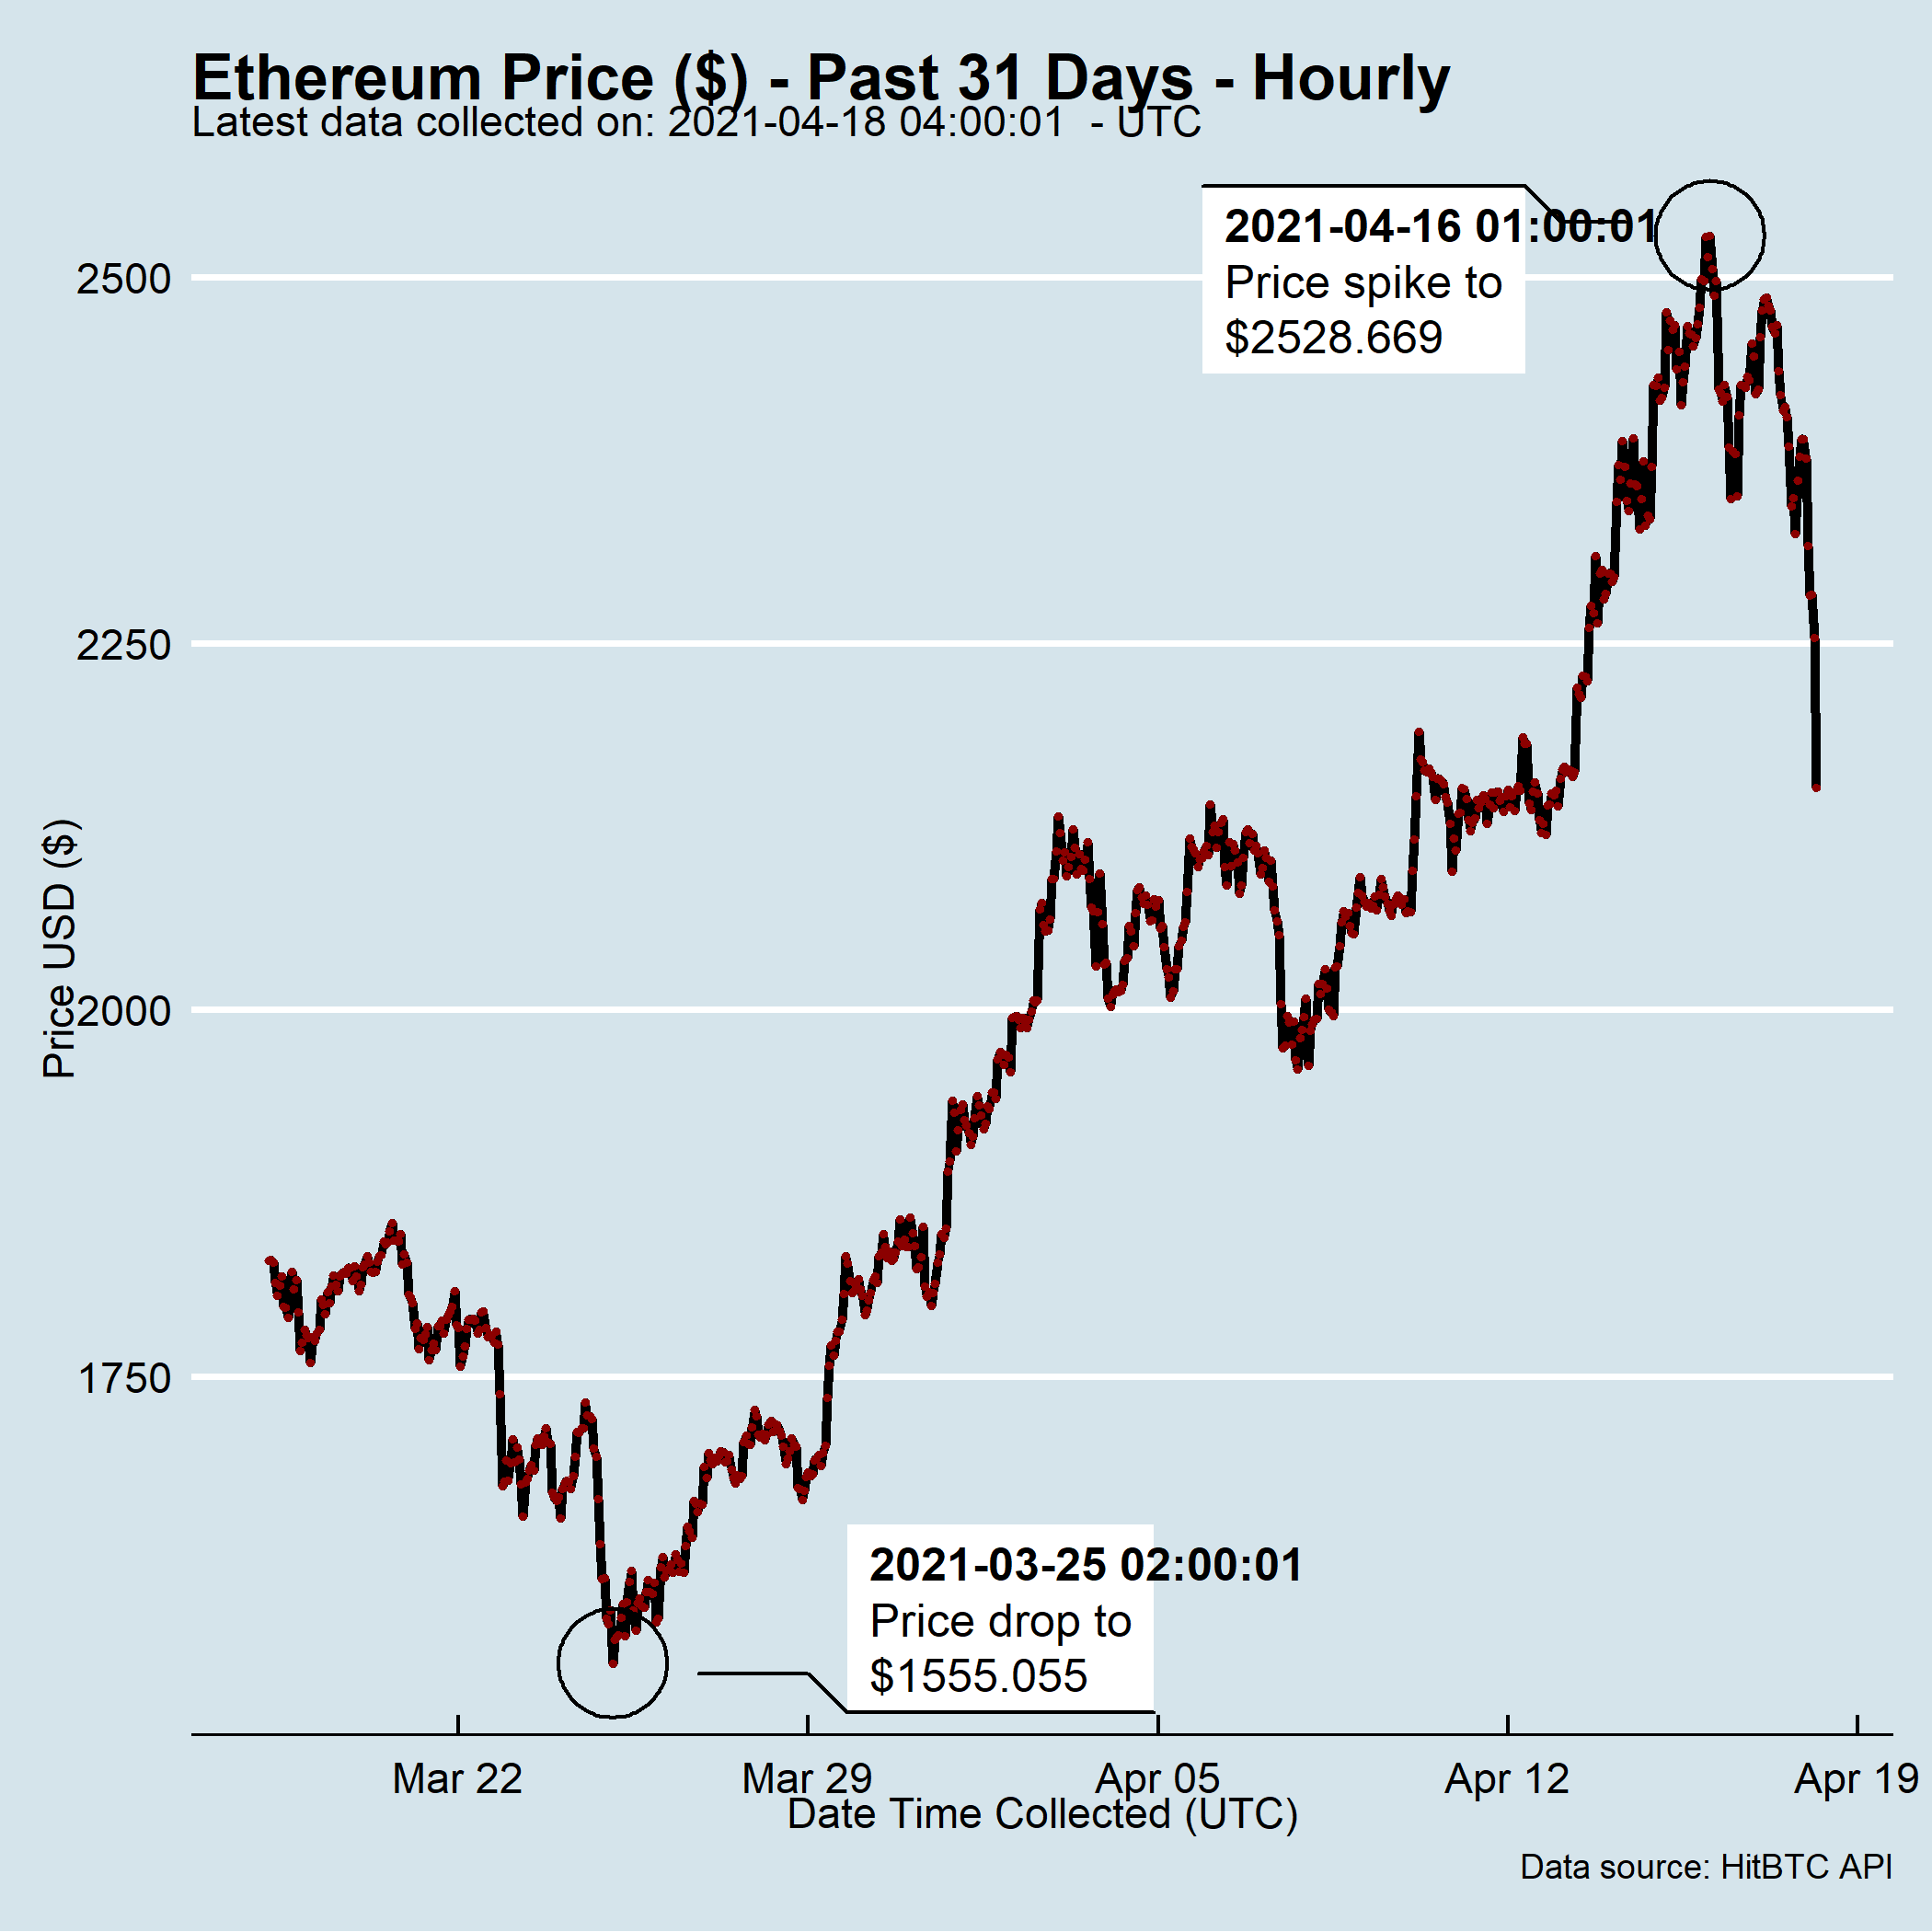 Ethereum Price ($) - Past 31 Days - Hourly
Latest data collected on: 2021-04-18 04:00:01  - UTC
2021-04-16 01:00:01
Price spike to
$2528.669
2500
2250
2000
1750
Price USD ($)
2021-03-25 02:00:01
Price drop to
$1555.055
Mar 22
Mar 29
Apr 05
Apr 12
Apr 19
Date Time Collected (UTC)
Data source: HitBTC API